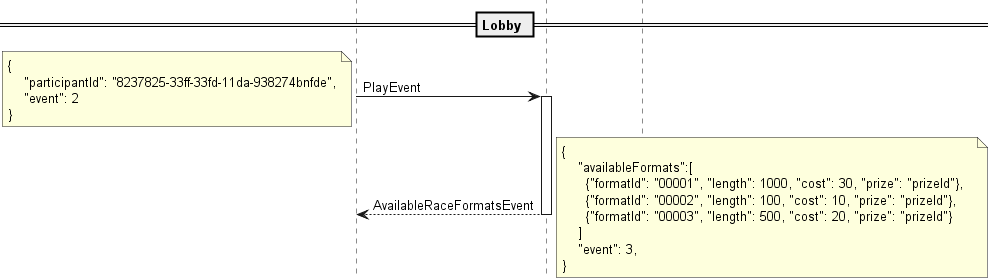 Lobby
{
"participantId": "8237825-33ff-33fd-11da-938274bnfde",
"event": 2
}
PlayEvent
{
"availableFormats":[
{"formatId": "00001", "length": 1000, "cost": 30, "prize": "prizeId"},
{"formatId": "00002", "length": 100, "cost": 10, "prize": "prizeId"},
{"formatId": "00003", "length": 500, "cost": 20, "prize": "prizeId"}
]
"event": 3,
}
AvailableRaceFormatsEvent